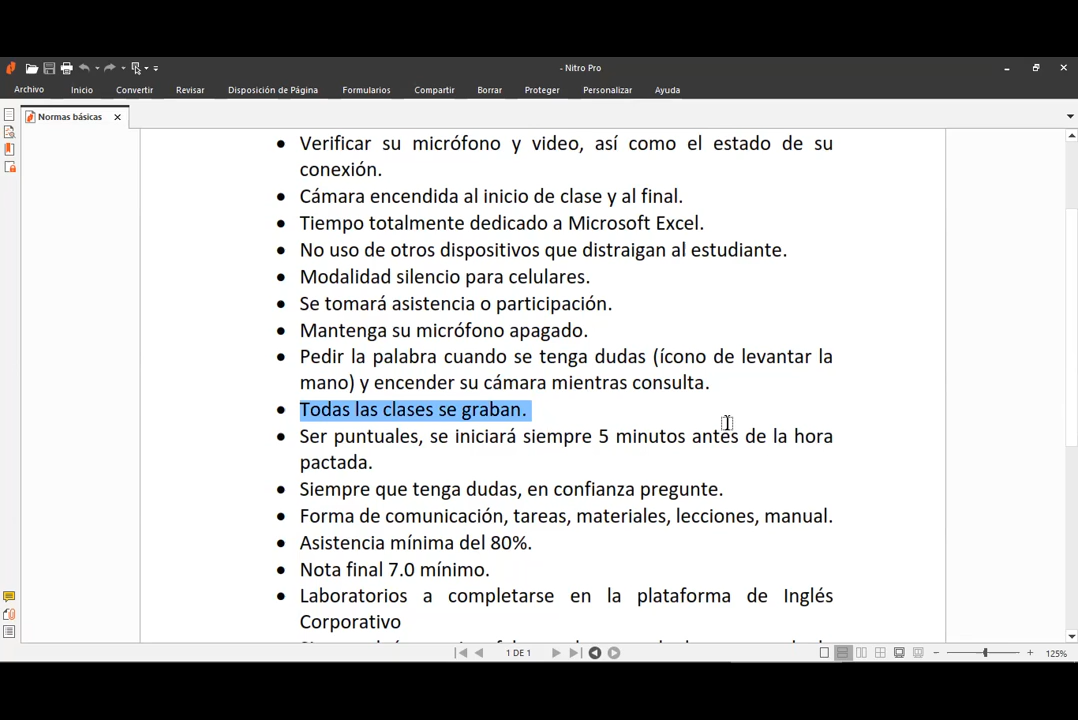 - Nitro Pro
Archivo Inicio Convertir Revisar Disposición de Página Formularios Compartir Borrar Proteger Personalizar Ayuda
Normas básicas
• Verificar su micrófono y video, así como el estado de su
conexión.
• Cámara encendida al inicio de clase y al final.
• Tiempo totalmente dedicado a Microsoft Excel.
• No uso de otros dispositivos que distraigan al estudiante.
• Modalidad silencio para celulares.
• Se tomará asistencia o participación.
• Mantenga su micrófono apagado.
• Pedir la palabra cuando se tenga dudas (ícono de levantar la
mano) y encender su cámara mientras consulta.
• Todas las clases se graban.
• Ser puntuales, se iniciará siempre 5 minutos antes de la hora
pactada.
• Siempre que tenga dudas, en confianza pregunte.
• Forma de comunicación, tareas, materiales, lecciones, manual.
• Asistencia mínima del 80%.
• Nota final 7.0 mínimo.
• Laboratorios a completarse en la plataforma de Inglés
Corporativo
1 DE 1
125%